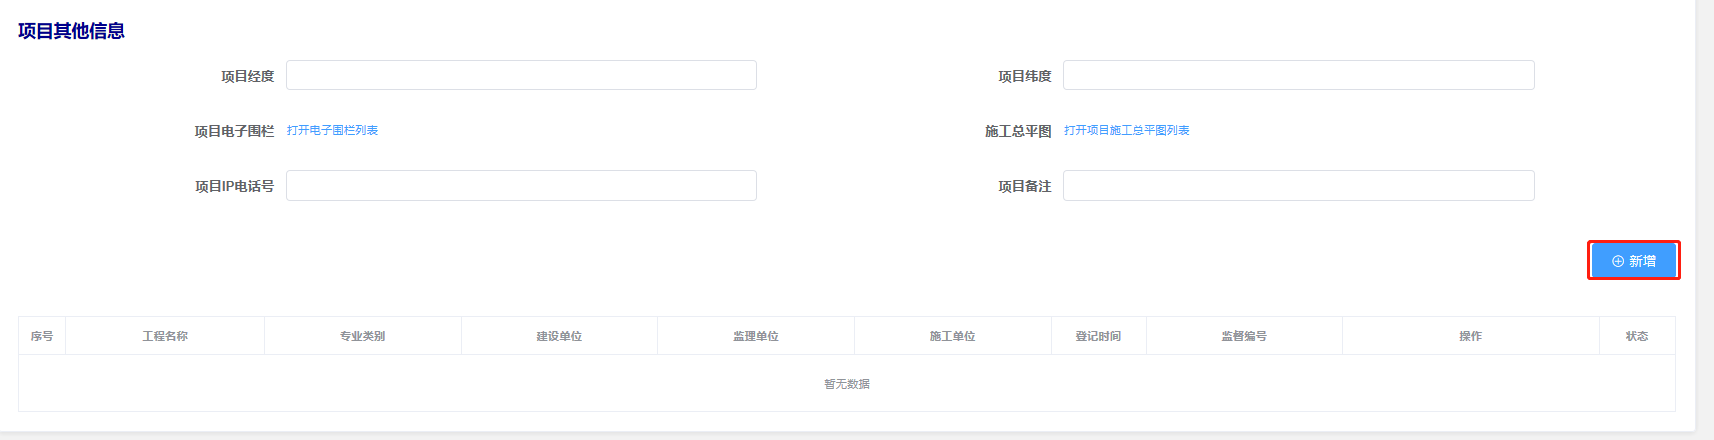 项目其他信息
项目经度 项目纬度
项目电子围栏 打开电子围栏列表 施工总平图 打开项目施工总平图列表
项目IP电话号 项目备注
新增
序号 工程名称 专业类别 建设单位 监理单位 施工单位 登记时间 监督编号 操作 状态
暂无数据